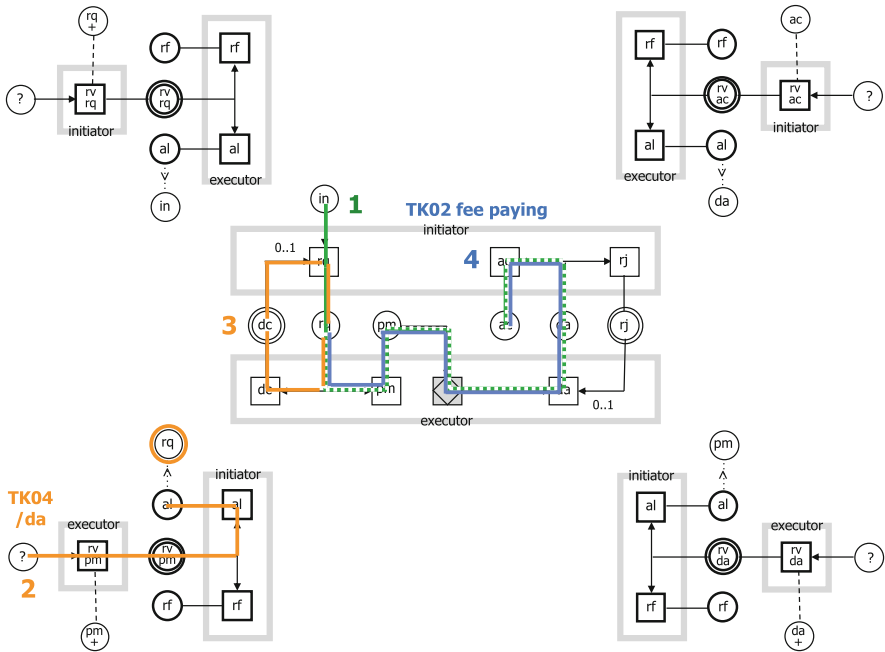 rq
+
ac
rf
rf
rf
rf
?
rv
rq
rv
rq
rv
ac
rv
ac
?
initiator
initiator
al
al
al
al
executor
executor
in
da
in
1
TK02 fee paying
initiator
0..1
rq
4
ac
rj
3
dc
rq
pm
ac
da
rj
dc
pm
da
0..1
executor
rq
pm
initiator
initiator
TK04
/da
al
al
al
al
executor
executor
?
rv
pm
rv
pm
rv
da
rv
da
?
2
rf
rf
rf
rf
pm
+
da
+